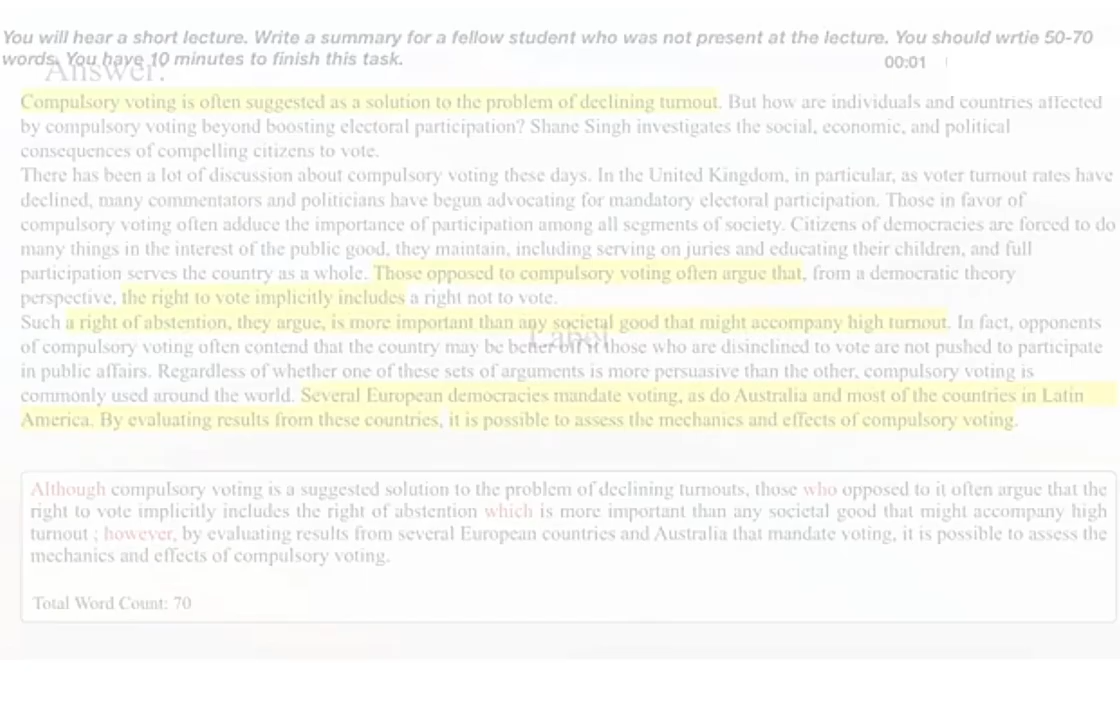 You will hear a short lecture. Write a summary for a fellow student who was not present at the lecture. You should wrtie 50-70
words. You have 10 minutes to finish this task.
00:01
Answer:
Compulsory voting is often suggested as a solution to the problem of declining turnout. But how are individuals and countries affected
by compulsory voting beyond boosting electoral participation? Shane Singh investigates the social, economic, and political
consequences of compelling citizens to vote.
There has been a lot of discussion about compulsory voting these days. In the United Kingdom, in particular, as voter turnout rates have
declined, many commentators and politicians have begun advocating for mandatory electoral participation. Those in favor of
compulsory voting often adduce the importance of participation among all segments of society. Citizens of democracies are forced to do
many things in the interest of the public good, they maintain, including serving on juries and educating their children, and full
participation serves the country as a whole. Those opposed to compulsory voting often argue that, from a democratic theory
perspective, the right to vote implicitly includes a right not to vote.
Such a right of abstention, they argue, is more important than any societal good that might accompany high turnout. In fact, opponents
Label
of compulsory voting often contend that the country may be better off if those who are disinclined to vote are not pushed to participate
in public affairs. Regardless of whether one of these sets of arguments is more persuasive than the other, compulsory voting is
commonly used around the world. Several European democracies mandate voting, as do Australia and most of the countries in Latin
America. By evaluating results from these countries, it is possible to assess the mechanics and effects of compulsory voting.
Although compulsory voting is a suggested solution to the problem of declining turnouts, those who opposed to it often argue that the
right to vote implicitly includes the right of abstention which is more important than any societal good that might accompany high
turnout ; however, by evaluating results from several European countries and Australia that mandate voting, it is possible to assess the
mechanics and effects of compulsory voting.
Total Word Count: 70